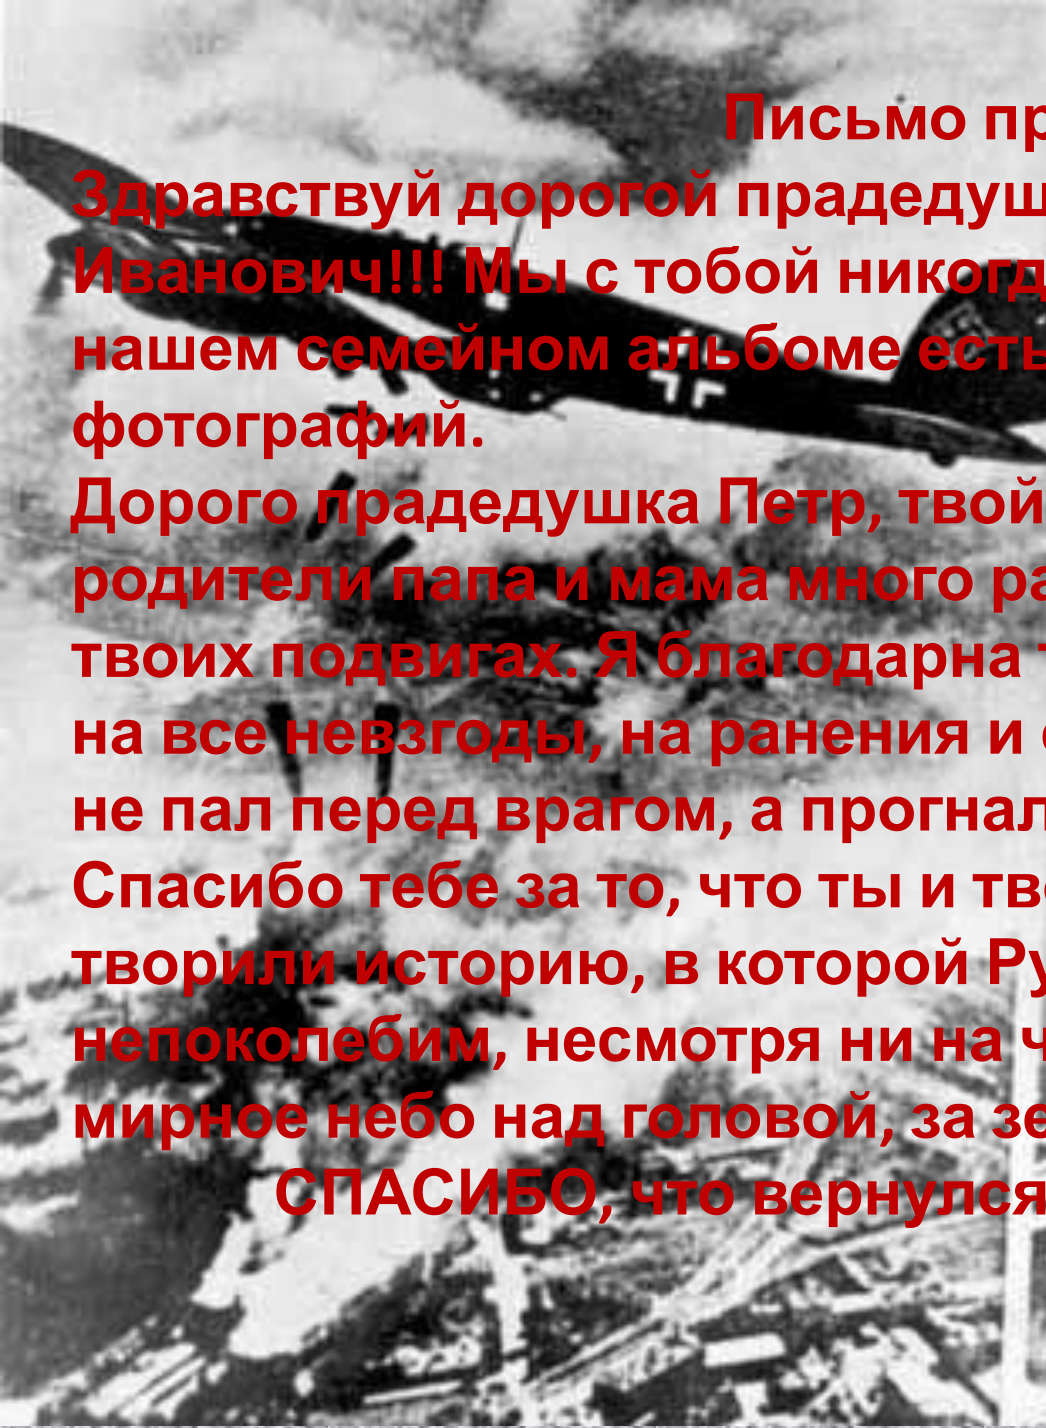 Письмо пр
Здравствуй дорогой прадедуш
Иванович!!! Мы с тобой никогд
нашем семейном альбоме есть
фотографий.
Дорого прадедушка Петр, твой
родители папа и мама много ра
твоих подвигах. Я благодарна т
на все невзгоды, на ранения и с
не пал перед врагом, а прогнал
Спасибо тебе за то, что ты и тво
творили историю, в которой Ру
непоколебим, несмотря ни на ч
мирное небо над головой, за зе
СПАСИБО, что вернулся